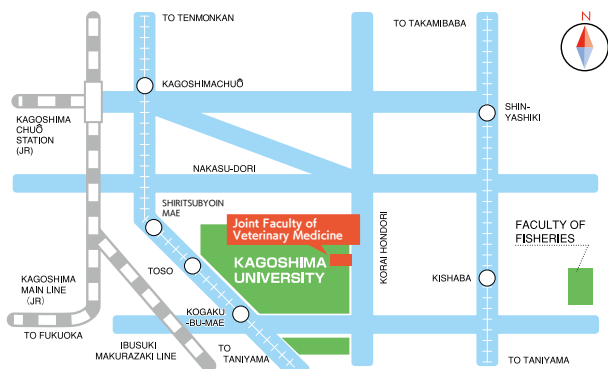 TO TENMONKAN
TO TAKAMIBABA
N
KAGOSHIMACHUŌ
SHIN-
YASHIKI
KAGOSHIMA
CHUŌ
STATION
(JR)
NAKASU-DORI
SHIRITSUBYOIN
MAE
Joint Faculty of
Veterinary Medicine
FACULTY OF
FISHERIES
KAGOSHIMA
UNIVERSITY
KORAI HONDORI
TOSO
KISHABA
KAGOSHIMA
MAIN LINE
(JR)
KOGAKU
-BU-MAE
TO FUKUOKA
IBUSUKI
MAKURAZAKI LINE
TO
TANIYAMA
TO TANIYAMA